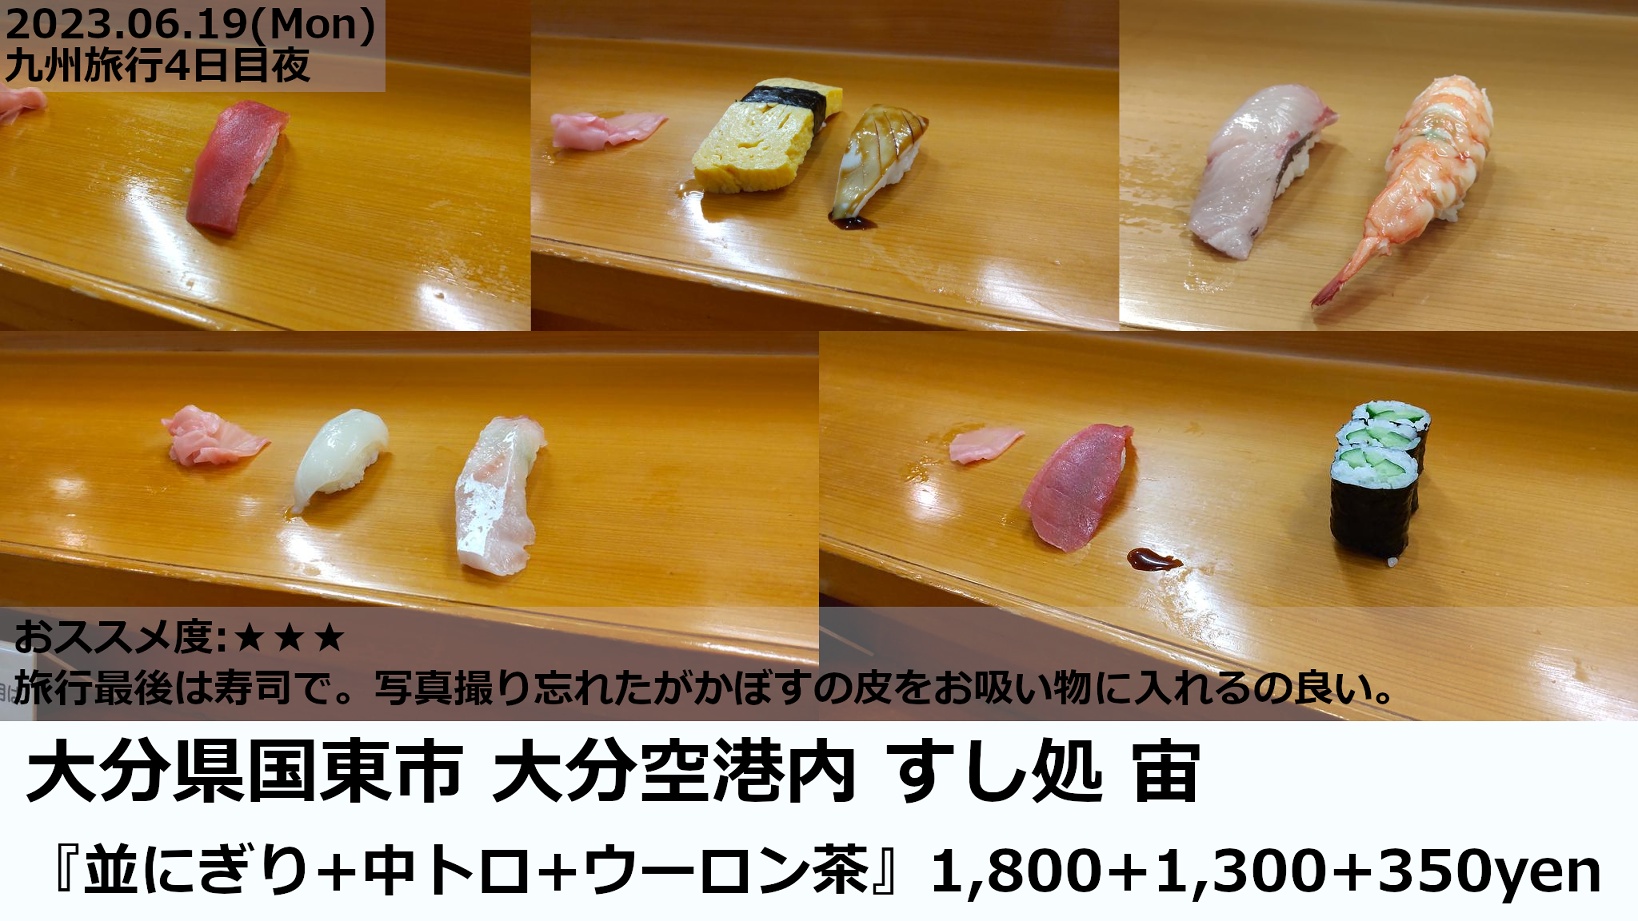 2023.06.19(Mon)
九州旅行4日目夜
おススメ度:★★★
旅行最後は寿司で。写真撮り忘れたがかぼすの皮をお吸い物に入れるの良い。
大分県国東市 大分空港内 すし処 宙
『並にぎり+中トロ+ウーロン茶』1,800+1,300+350yen